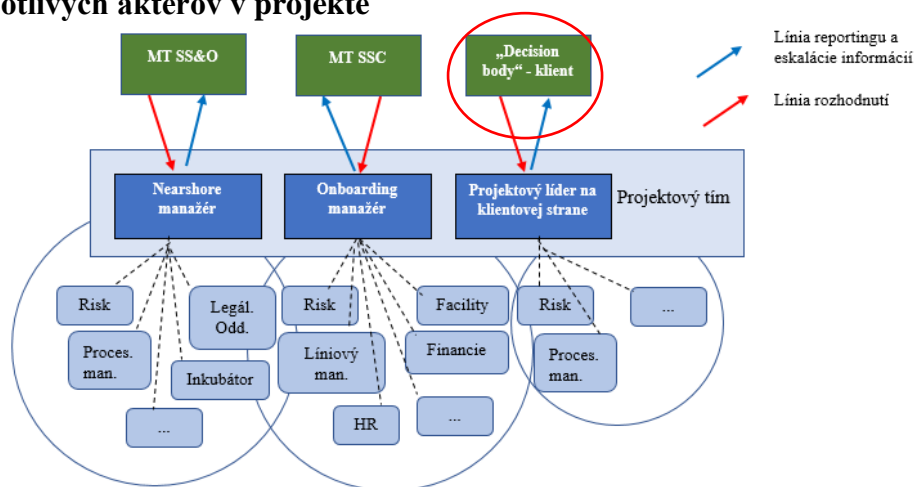 otlivých aktérov v projekte
MT SS&O
MT SSC
„Decision
body“ - klient
Línia reportingu a
eskalácie informácií
Línia rozhodnutí
Nearshore
manažér
Onboarding
manažér
Projektový líder na
klientovej strane
Projektový tím
Risk
Legál.
Odd.
Proces.
man.
Inkubátor
...
Risk
Facility
Líniový
man.
Financie
HR
...
Risk
...
Proces.
man.